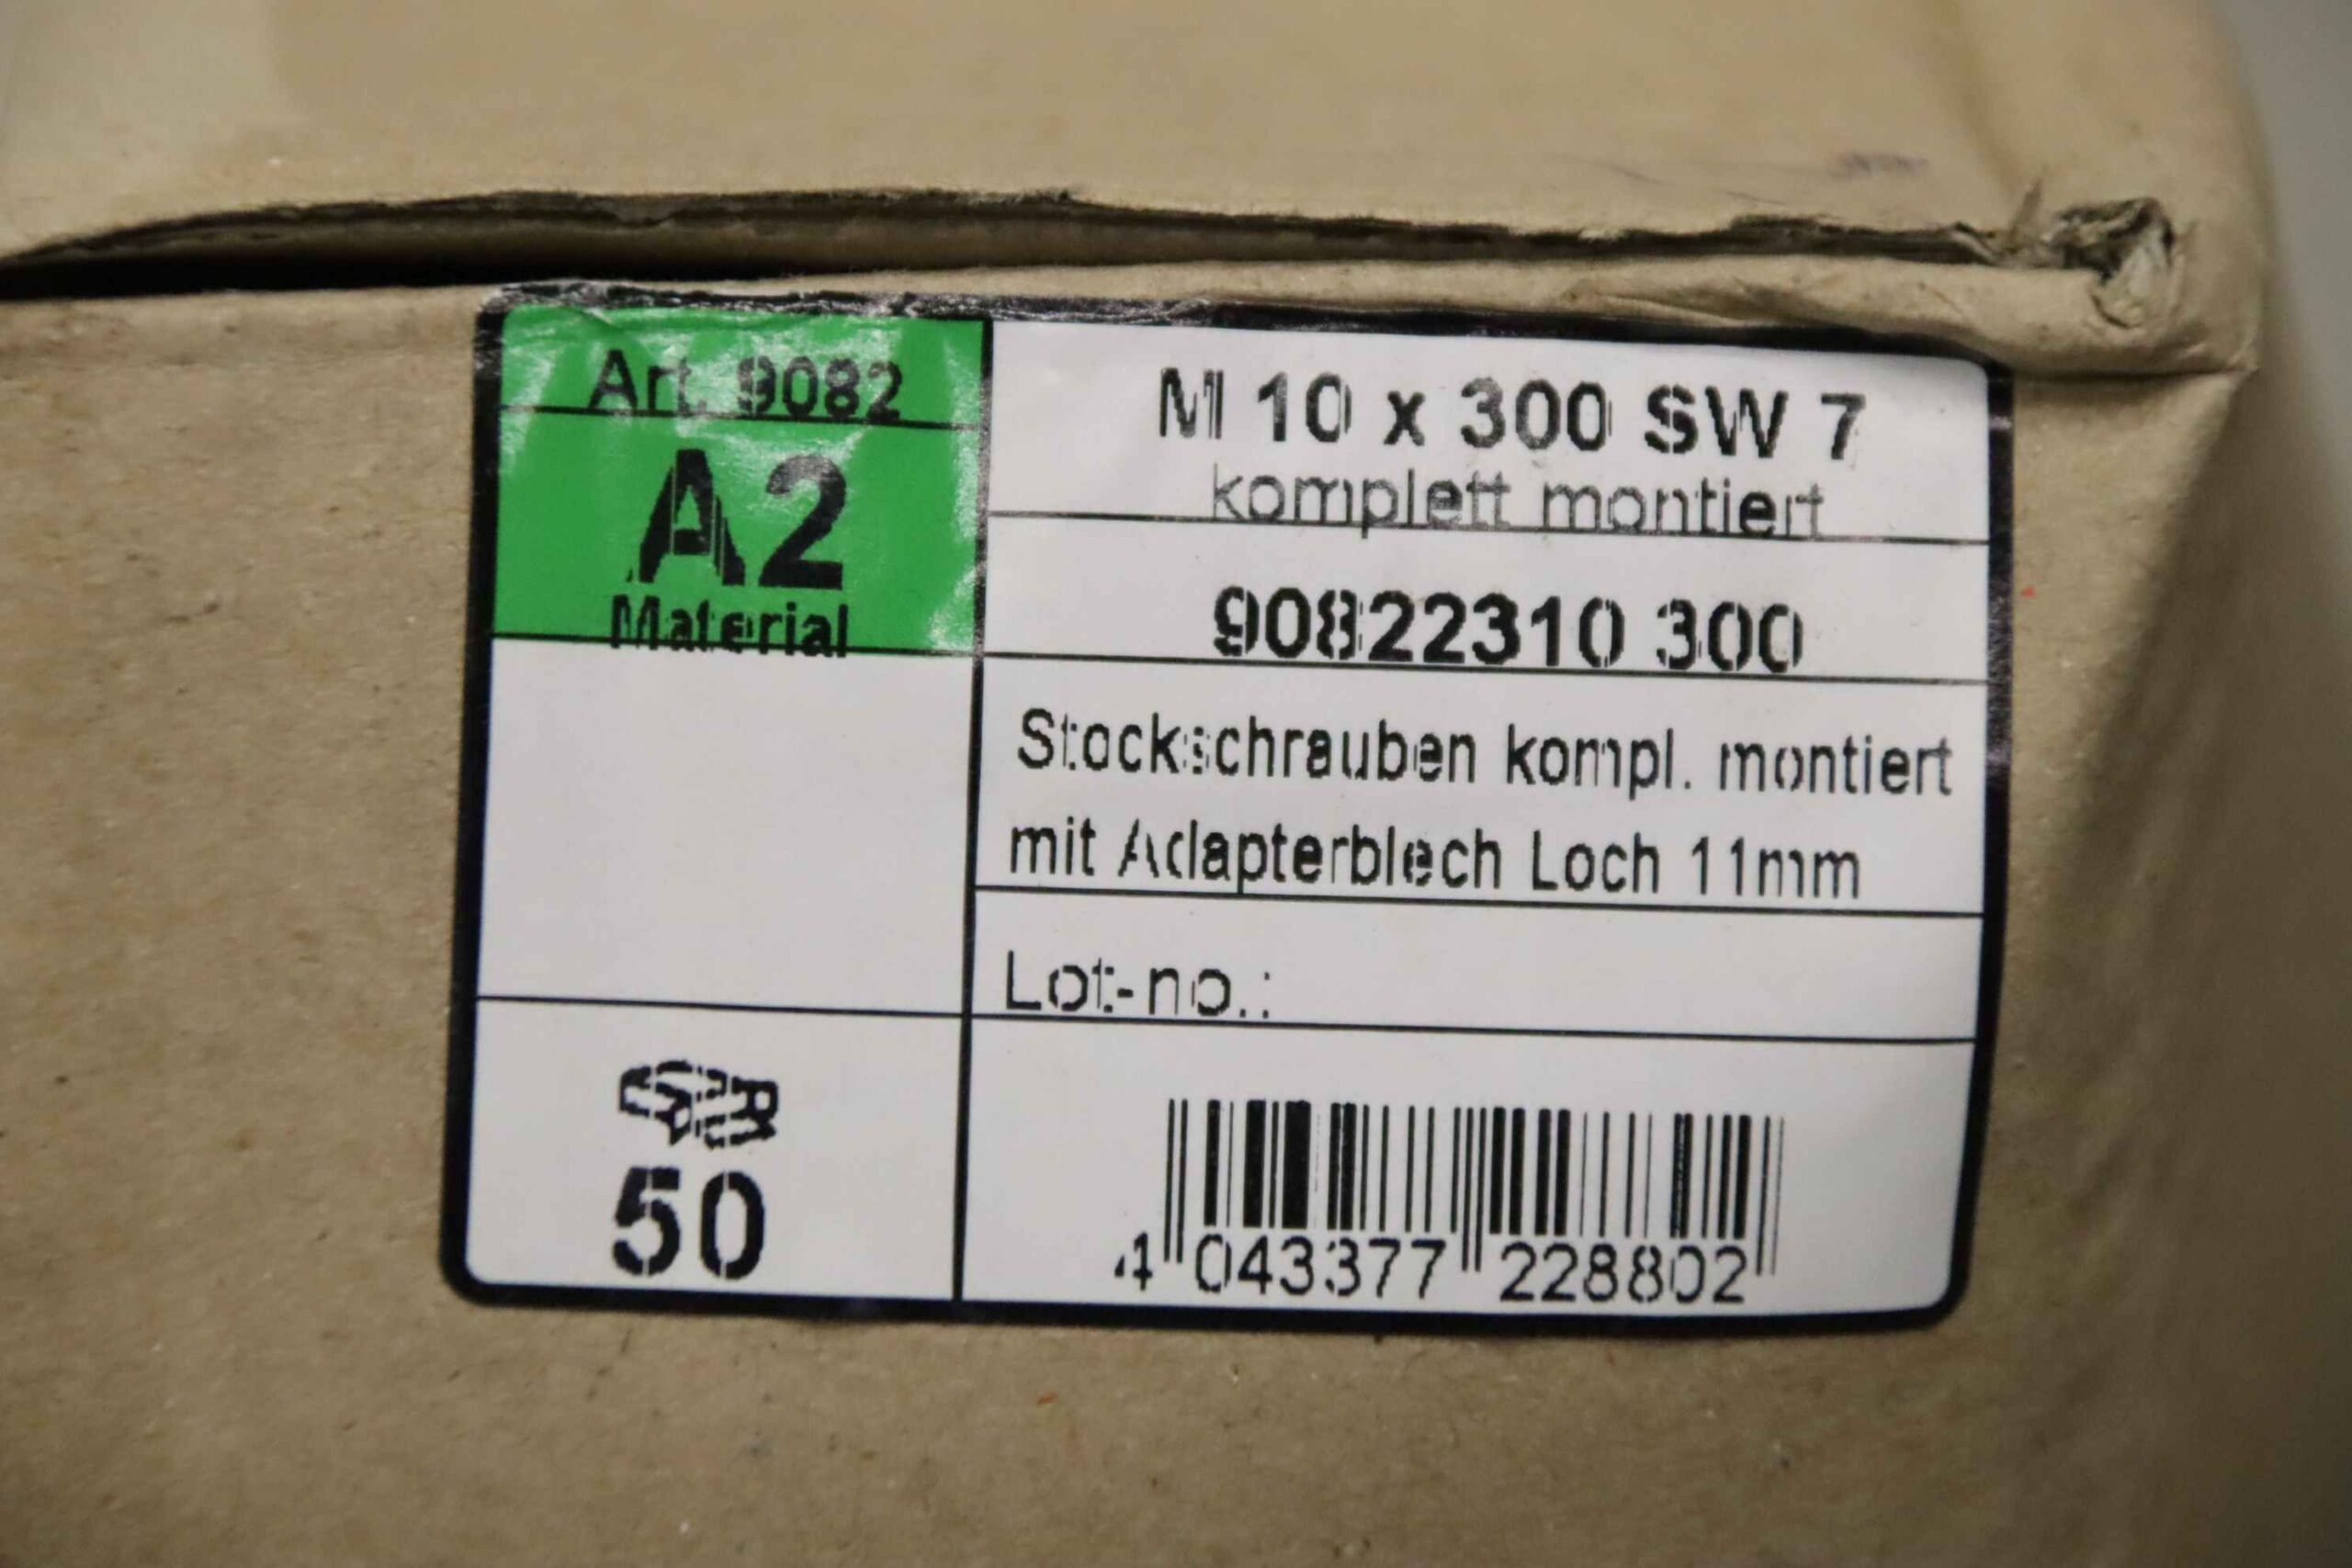 Art. 9082
A2
Material
M 10 x 300 SW 7
komplett montiert
90822310 300
Stockschrauben kompl. montiert
mit Adapterblech Loch 11mm
Lot-no.:
50
4 043377 228802